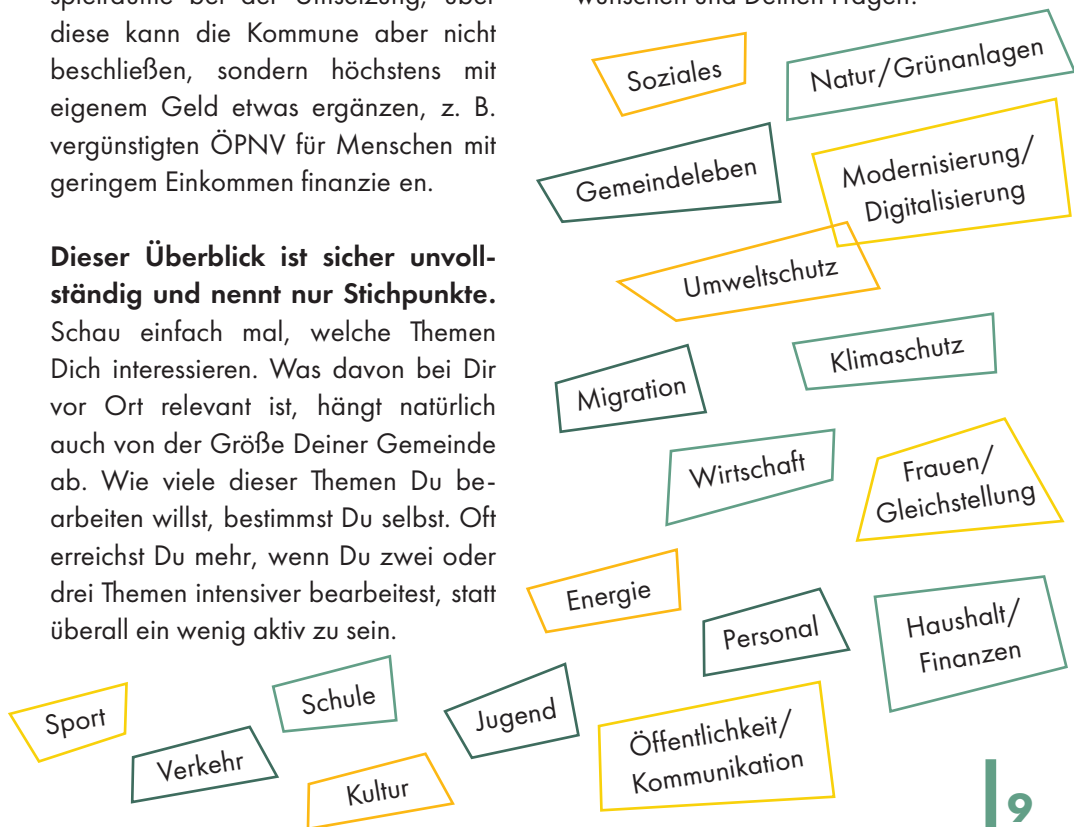 spielräume bei der Umsetzung, über
diese kann die Kommune aber nicht
beschließen, sondern höchstens mit
eigenem Geld etwas ergänzen, z. B.
vergünstigten ÖPNV für Menschen mit
geringem Einkommen finanzie en.
Dieser Überblick ist sicher unvoll-
ständig und nennt nur Stichpunkte.
Schau einfach mal, welche Themen
Dich interessieren. Was davon bei Dir
vor Ort relevant ist, hängt natürlich
auch von der Größe Deiner Gemeinde
ab. Wie viele dieser Themen Du be-
arbeiten willst, bestimmst Du selbst. Oft
erreichst Du mehr, wenn Du zwei oder
drei Themen intensiver bearbeitest, statt
überall ein wenig aktiv zu sein.
wünschen und Deinen Fragen.
Soziales
Natur/Grünanlagen
Gemeindeleben
Modernisierung/
Digitalisierung
Umweltschutz
Klimaschutz
Migration
Wirtschaft
Frauen/
Gleichstellung
Energie
Personal
Haushalt/
Finanzen
Sport
Schule
Jugend
Verkehr
Kultur
Öffentlichkeit/
Kommunikation
9